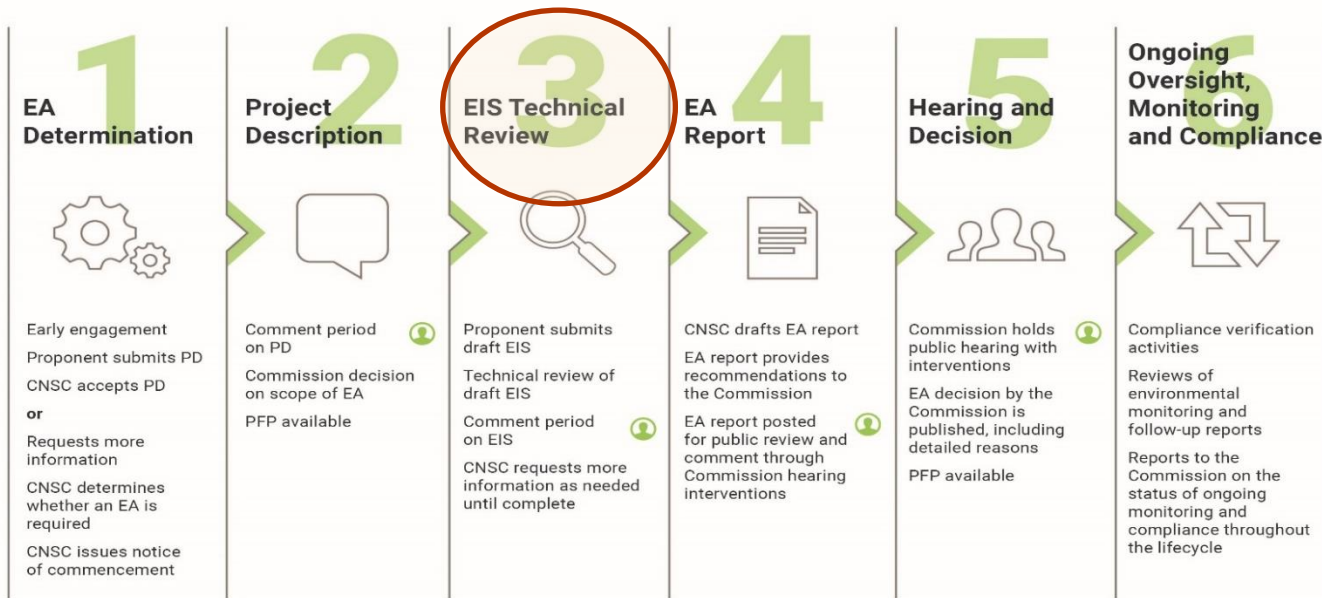 1
EA
Determination
Early engagement
Proponent submits PD
CNSC accepts PD
or
Requests more
information
CNSC determines
whether an EA is
required
CNSC issues notice
of commencement
2
Project
Description
Comment period
on PD
Commission decision
on scope of EA
PFP available
3
EIS Technical
Review
Proponent submits
draft EIS
Technical review of
draft EIS
Comment period
on EIS
CNSC requests more
information as needed
until complete
4
EA
Report
CNSC drafts EA report
EA report provides
recommendations to
the Commission
EA report posted
for public review and
comment through
Commission hearing
interventions
5
Hearing and
Decision
Commission holds
public hearing with
interventions
EA decision by the
Commission is
published, including
detailed reasons
PFP available
6
Ongoing
Oversight,
Monitoring
and Compliance
Compliance verification
activities
Reviews of
environmental
monitoring and
follow-up reports
Reports to the
Commission on the
status of ongoing
monitoring and
compliance throughout
the lifecycle